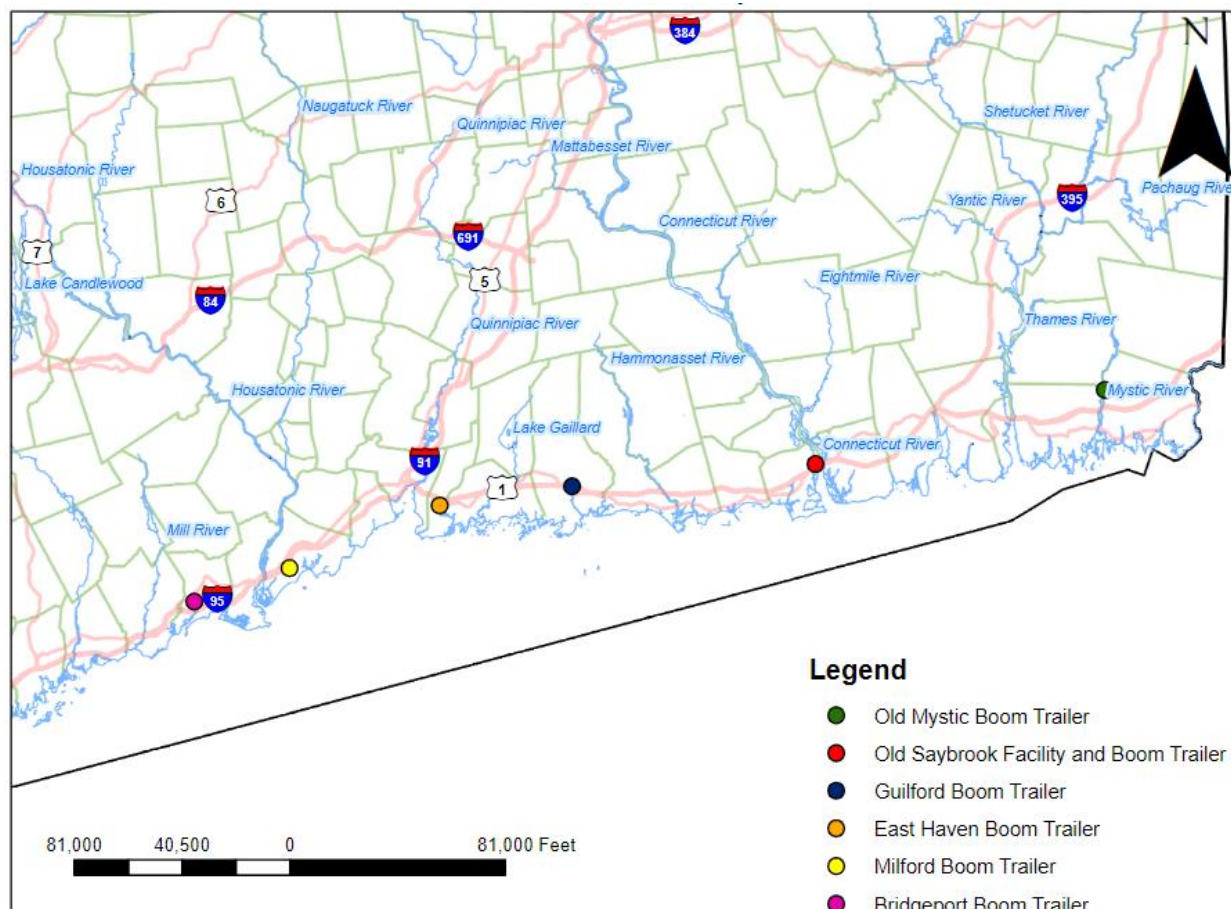 384
N
Naugatuck River
Quinnipiac River
Shetucket River
Mattabesset River
Housatonic River
Pachaug Rive
6
395
Yantic River
Connecticut River
691
7
5
Eightmile River
Lake Candlewood
84
Thames River
Quinnipiac River
Hammonasset River
Housatonic River
Mystic River
Lake Gaillard
Connecticut River
91
1
Mill River
95
Legend
Old Mystic Boom Trailer
Old Saybrook Facility and Boom Trailer
Guilford Boom Trailer
East Haven Boom Trailer
Milford Boom Trailer
Bridgeport Boom Trailer
81,000 40,500 0 81,000 Feet